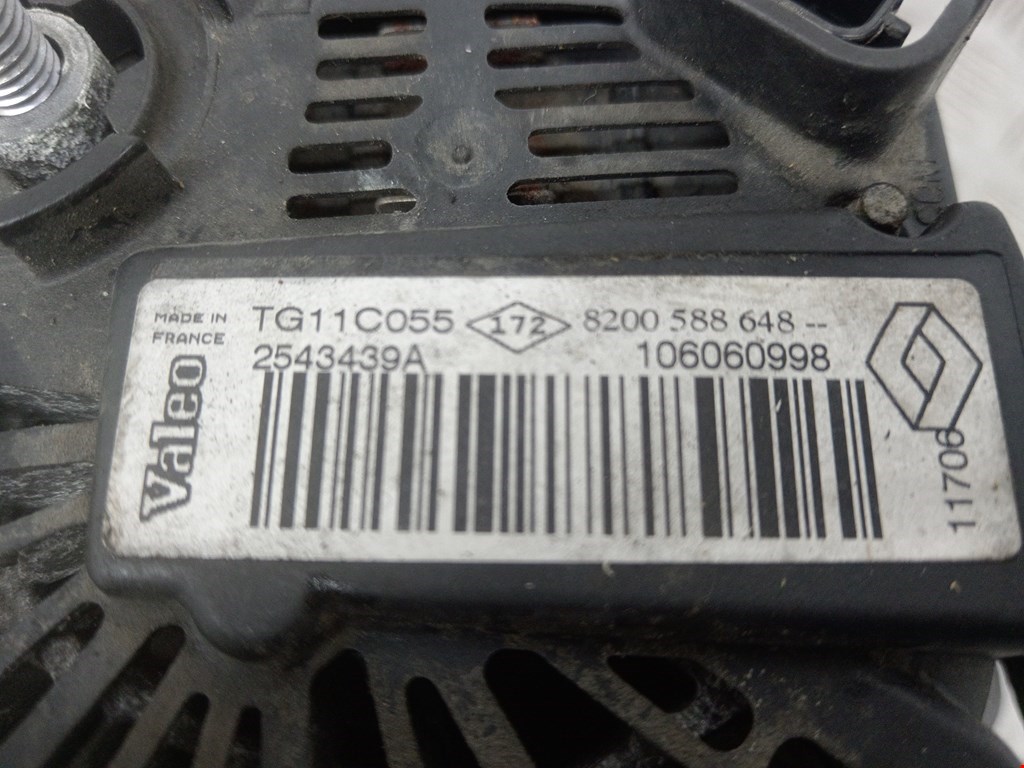 MADE IN
FRANCE
TG11C055 172 8200 588 648 --
2543439A 106060998
Valeo
11706